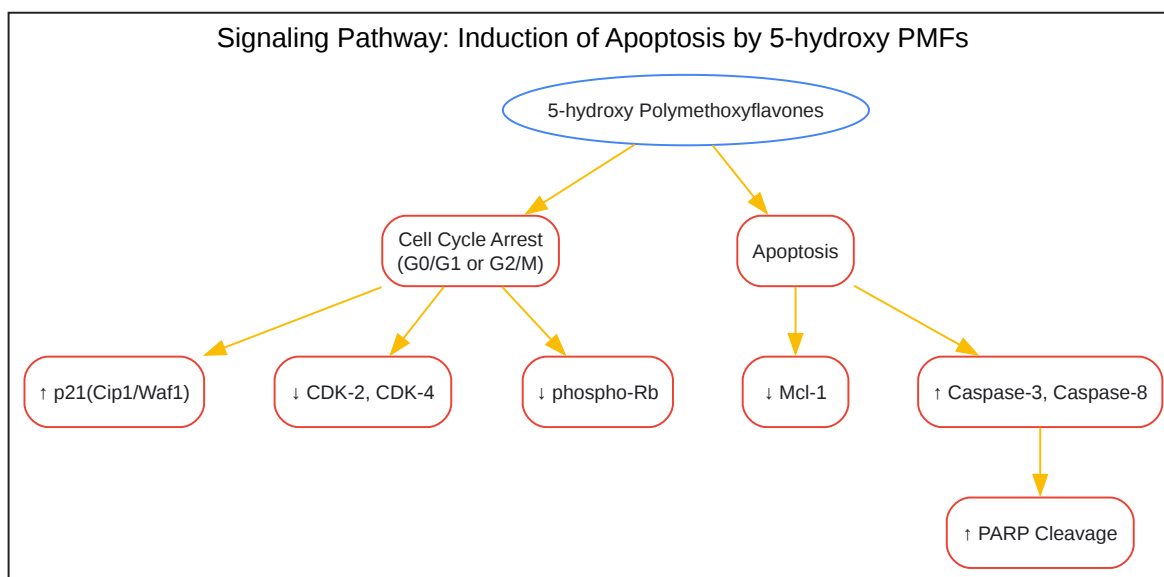 Signaling Pathway: Induction of Apoptosis by 5-hydroxy PMFs
5-hydroxy Polymethoxyflavones
Cell Cycle Arrest
(G0/G1 or G2/M)
Apoptosis
↑ p21(Cip1/Waf1)
↓ CDK-2, CDK-4
↓ phospho-Rb
↓ Mcl-1
↑ Caspase-3, Caspase-8
↑ PARP Cleavage